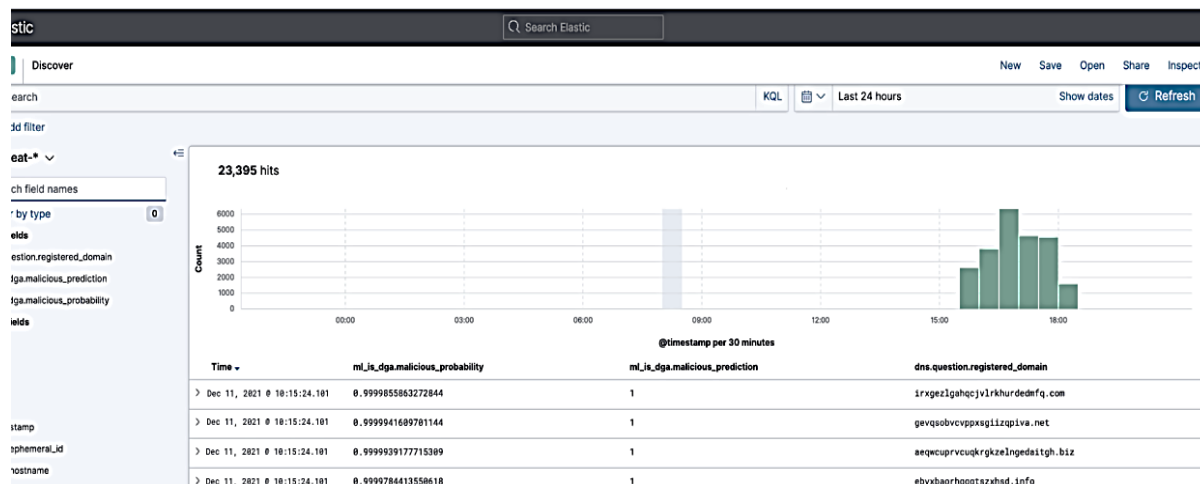 stic
Search Elastic
Discover
New Save Open Share Inspect
earch
KQL
Last 24 hours
Show dates
Refresh
dd filter
eat-*
ch field names
r by type 0
elds
estion.registered_domain
dga.malicious_prediction
dga.malicious_probability
ields
stamp
ephemeral_id
hostname
23,395 hits
Count
6000
5000
4000
3000
2000
1000
0
00:00 03:00 06:00 09:00 12:00 15:00 18:00
@timestamp per 30 minutes
Time ml_is_dga.malicious_probability ml_is_dga.malicious_prediction dns.question.registered_domain
Dec 11, 2021 @ 10:15:24.101 0.9999855863272844 1 irxgezlgahqcjvlrkhurdedmfq.com
Dec 11, 2021 @ 10:15:24.101 0.9999941609701144 1 gevqsobvcvppxsgiizqpiva.net
Dec 11, 2021 @ 10:15:24.101 0.9999939177715309 1 aeqwcuprvcuqkrgkzelngedaitgh.biz
Dec 11, 2021 @ 10:15:24.101 0.9999784413550618 1